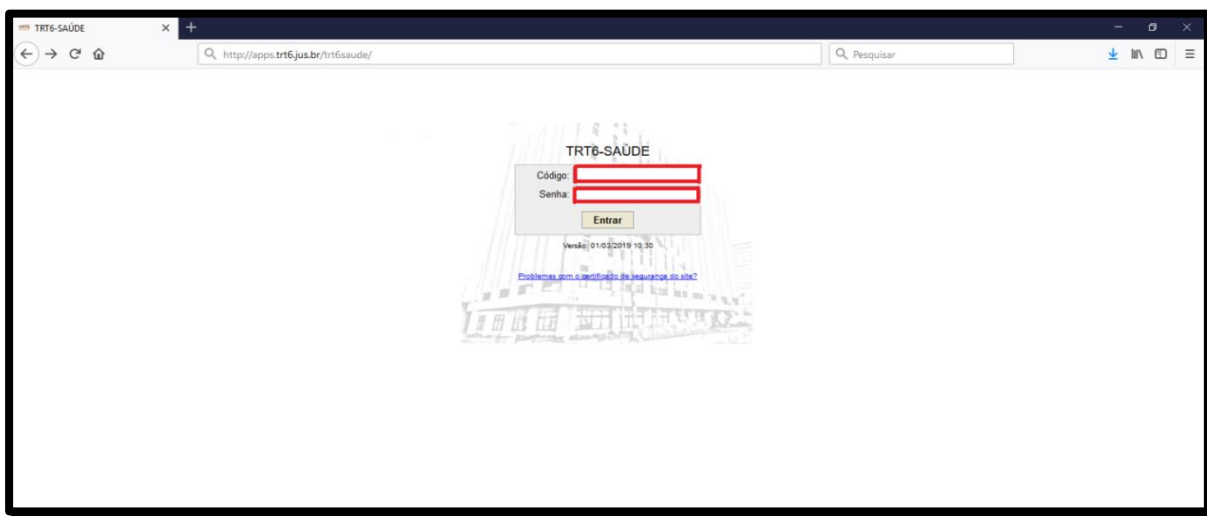 TRT6-SAÚDE
http://apps.trt6.jus.br/trt6saude/
Pesquisar
TRT6-SAÚDE
Código:
Senha:
Entrar
Versão: 01/03/2019 10:30
Problemas com o certificado de segurança do site?